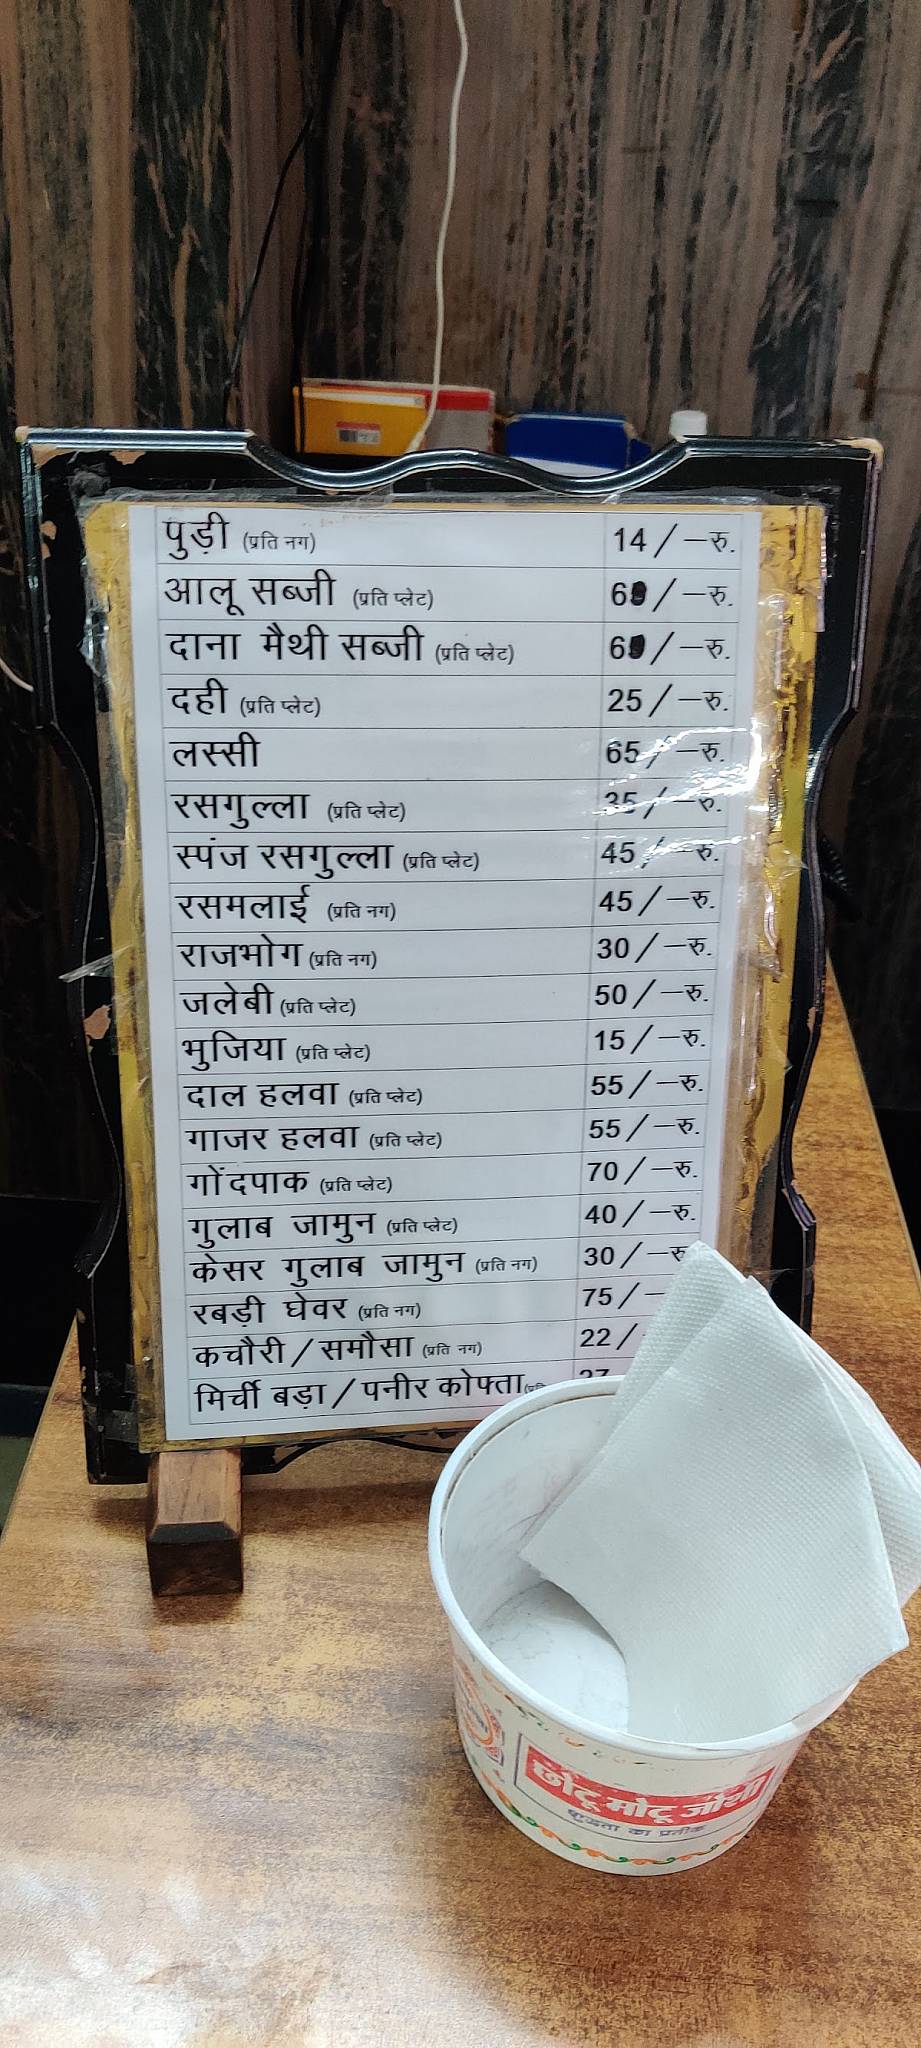 पुड़ी (प्रति नग) 14/—रु.
आलू सब्जी (प्रति प्लेट) 60/—रु.
दाना मैथी सब्जी (प्रति प्लेट) /—रु.
दही (प्रति प्लेट) 25/—रु.
लस्सी 65/—रु.
रसगुल्ला (प्रति प्लेट) 35/—रु.
स्पंज रसगुल्ला (प्रति प्लेट) 45/—रु.
रसमलाई (प्रति नग) 45/—रु.
राजभोग (प्रति नग) 30/—रु.
जलेबी (प्रति प्लेट) 50/—रु.
भुजिया (प्रति प्लेट) 15/—रु.
दाल हलवा (प्रति प्लेट) 55/—रु.
गाजर हलवा (प्रति प्लेट) 55/—रु.
गोंदपाक (प्रति प्लेट) 70/—रु.
गुलाब जामुन (प्रति प्लेट) 40/—रु.
केसर गुलाब जामुन (प्रति नग) 30/—रु
रबड़ी घेवर (प्रति नग) 75/—
कचौरी/समौसा (प्रति नग) 22/
मिर्ची बड़ा/पनीर कोफ्ता
छोटू मोटू जोशी
शुद्धता का प्रतीक